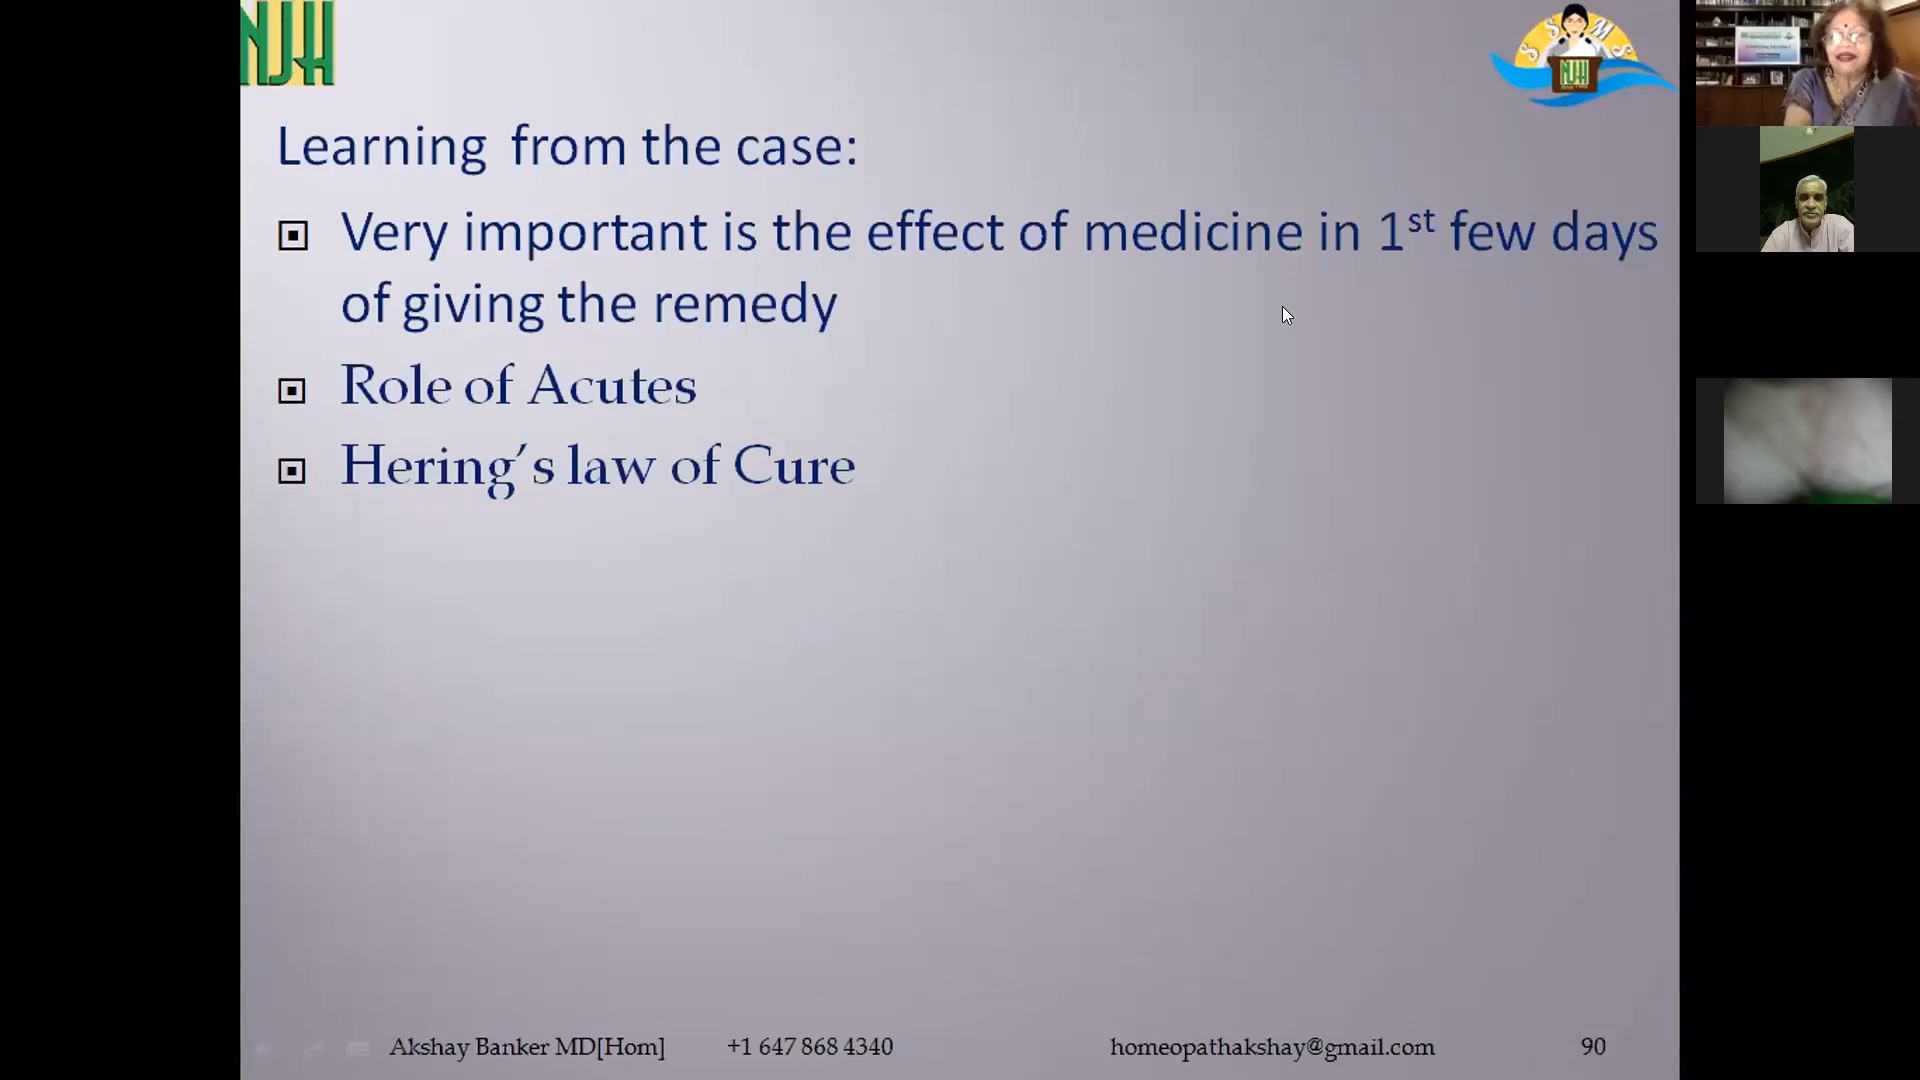 NJH
S S M S
NJH
Learning from the case:
Very important is the effect of medicine in 1st few days
of giving the remedy
Role of Acutes
Hering´s law of Cure
Akshay Banker MD[Hom] +1 647 868 4340 homeopathakshay@gmail.com 90